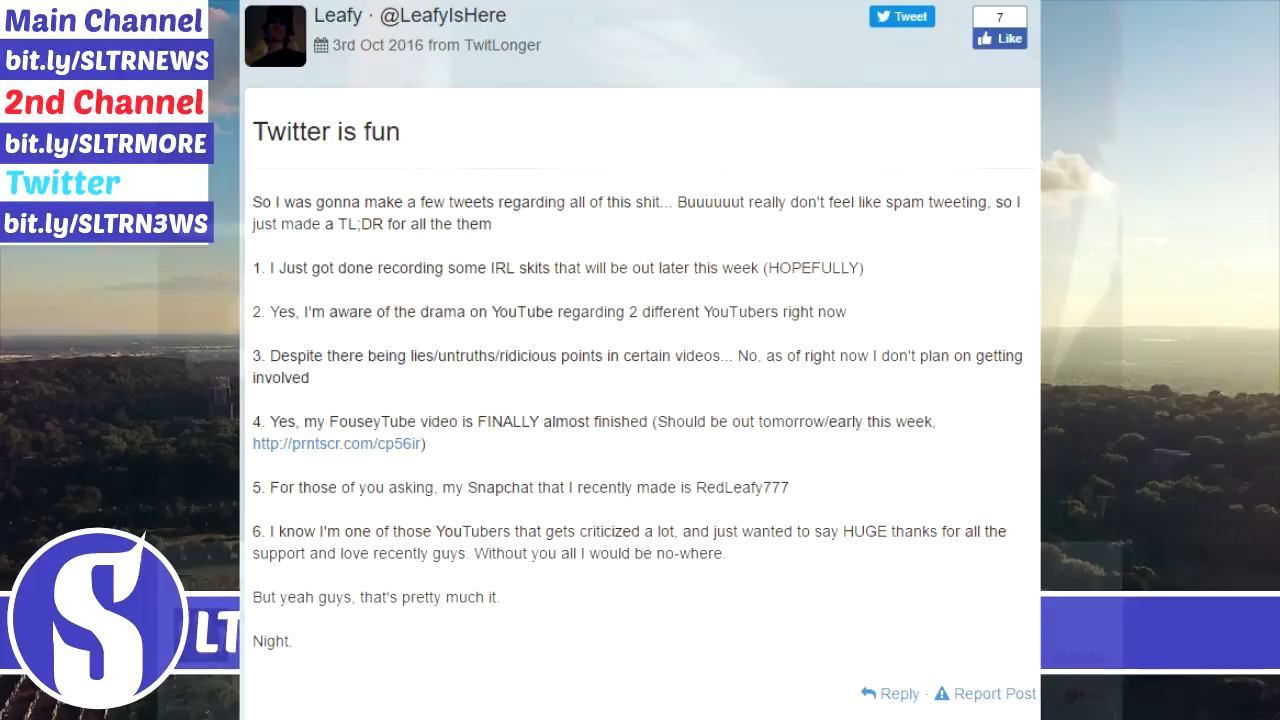 Main Channel
bit.ly/SLTRNEWS
2nd Channel
bit.ly/SLTRMORE
Twitter
bit.ly/SLTRN3WS
Leafy · @LeafyIsHere
3rd Oct 2016 from TwitLonger
Tweet
7
Like
Twitter is fun
So I was gonna make a few tweets regarding all of this shit... Buuuuuut really don't feel like spam tweeting, so I
just made a TL;DR for all the them
1. I Just got done recording some IRL skits that will be out later this week (HOPEFULLY)
2. Yes, I'm aware of the drama on YouTube regarding 2 different YouTubers right now
3. Despite there being lies/untruths/ridicious points in certain videos... No, as of right now I don't plan on getting
involved
4. Yes, my FouseyTube video is FINALLY almost finished (Should be out tomorrow/early this week,
http://prntscr.com/cp56ir)
5. For those of you asking, my Snapchat that I recently made is RedLeafy777
6. I know I'm one of those YouTubers that gets criticized a lot, and just wanted to say HUGE thanks for all the
support and love recently guys. Without you all I would be no-where.
But yeah guys, that's pretty much it.
Night.
Reply · Report Post
S
LT